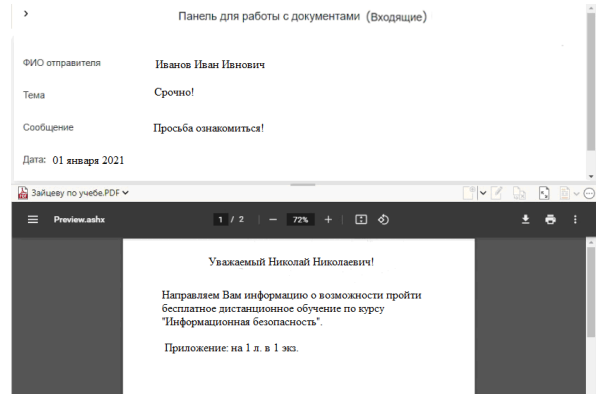 Панель для работы с документами (Входящие)
ФИО отправителя Иванов Иван Ивнович
Тема Срочно!
Сообщение Просьба ознакомиться!
Дата: 01 января 2021
Зайцеву по учебе.PDF
Preview.ashx 1 / 2 − 72% +
Уважаемый Николай Николаевич!
Направляем Вам информацию о возможности пройти
бесплатное дистанционное обучение по курсу
"Информационная безопасность".
Приложение: на 1 л. в 1 экз.